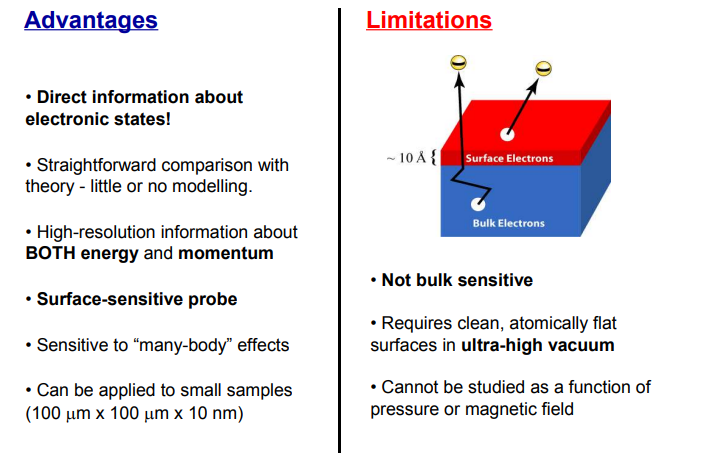 Advantages
• Direct information about
electronic states!
• Straightforward comparison with
theory - little or no modelling.
• High-resolution information about
BOTH energy and momentum
• Surface-sensitive probe
• Sensitive to “many-body” effects
• Can be applied to small samples
(100 μm x 100 μm x 10 nm)
Limitations
~ 10 Å {
Surface Electrons
Bulk Electrons
• Not bulk sensitive
• Requires clean, atomically flat
surfaces in ultra-high vacuum
• Cannot be studied as a function of
pressure or magnetic field